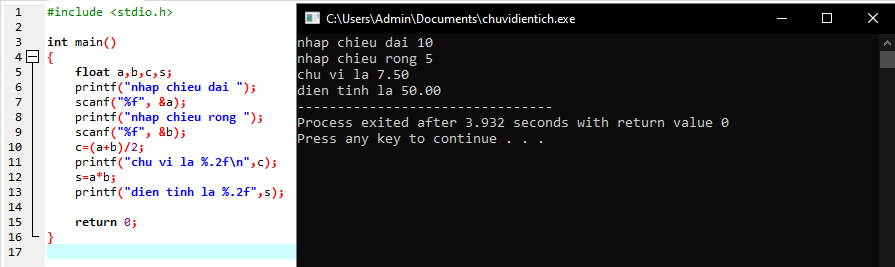 1 #include <stdio.h>
2
3 int main()
4 {
5 float a,b,c,s;
6 printf("nhap chieu dai ");
7 scanf("%f", &a);
8 printf("nhap chieu rong ");
9 scanf("%f", &b);
10 c=(a+b)/2;
11 printf("chu vi la %.2f\n",c);
12 s=a*b;
13 printf("dien tinh la %.2f",s);
14
15 return 0;
16 }
17
C:\Users\Admin\Documents\chuvidientich.exe
nhap chieu dai 10
nhap chieu rong 5
chu vi la 7.50
dien tinh la 50.00
--------------------------------
Process exited after 3.932 seconds with return value 0
Press any key to continue . . .